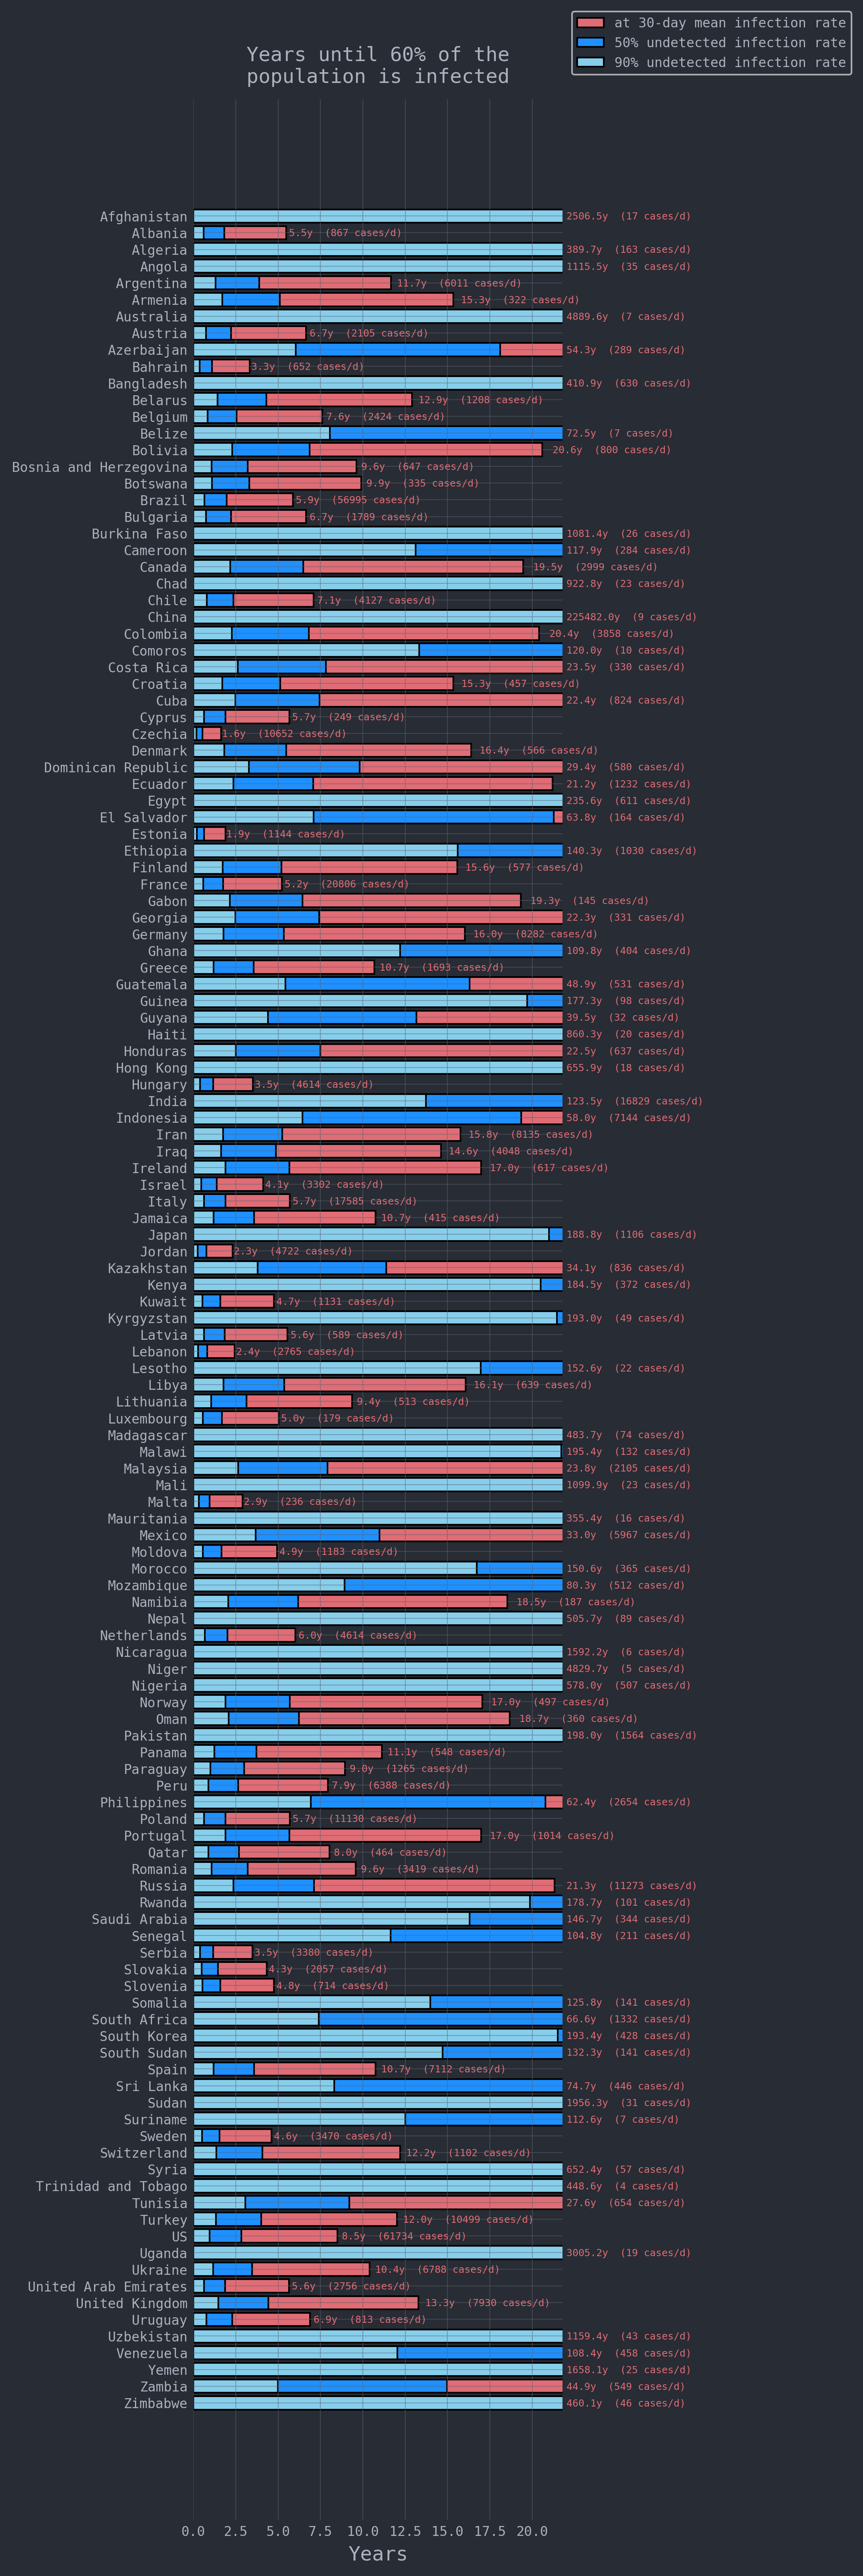 at 30-day mean infection rate
50% undetected infection rate
90% undetected infection rate
Years until 60% of the
population is infected
Afghanistan 2506.5y (17 cases/d)
Albania 5.5y (867 cases/d)
Algeria 389.7y (163 cases/d)
Angola 1115.5y (35 cases/d)
Argentina 11.7y (6011 cases/d)
Armenia 15.3y (322 cases/d)
Australia 4889.6y (7 cases/d)
Austria 6.7y (2105 cases/d)
Azerbaijan 54.3y (289 cases/d)
Bahrain 3.3y (652 cases/d)
Bangladesh 410.9y (630 cases/d)
Belarus 12.9y (1208 cases/d)
Belgium 7.6y (2424 cases/d)
Belize 72.5y (7 cases/d)
Bolivia 20.6y (800 cases/d)
Bosnia and Herzegovina 9.6y (647 cases/d)
Botswana 9.9y (335 cases/d)
Brazil 5.9y (56995 cases/d)
Bulgaria 6.7y (1789 cases/d)
Burkina Faso 1081.4y (26 cases/d)
Cameroon 117.9y (284 cases/d)
Canada 19.5y (2999 cases/d)
Chad 922.8y (23 cases/d)
Chile 7.1y (4127 cases/d)
China 225482.0y (9 cases/d)
Colombia 20.4y (3858 cases/d)
Comoros 120.0y (10 cases/d)
Costa Rica 23.5y (330 cases/d)
Croatia 15.3y (457 cases/d)
Cuba 22.4y (824 cases/d)
Cyprus 5.7y (249 cases/d)
Czechia 1.6y (10652 cases/d)
Denmark 16.4y (566 cases/d)
Dominican Republic 29.4y (580 cases/d)
Ecuador 21.2y (1232 cases/d)
Egypt 235.6y (611 cases/d)
El Salvador 63.8y (164 cases/d)
Estonia 1.9y (1144 cases/d)
Ethiopia 140.3y (1030 cases/d)
Finland 15.6y (577 cases/d)
France 5.2y (20806 cases/d)
Gabon 19.3y (145 cases/d)
Georgia 22.3y (331 cases/d)
Germany 16.0y (8282 cases/d)
Ghana 109.8y (404 cases/d)
Greece 10.7y (1693 cases/d)
Guatemala 48.9y (531 cases/d)
Guinea 177.3y (98 cases/d)
Guyana 39.5y (32 cases/d)
Haiti 860.3y (20 cases/d)
Honduras 22.5y (637 cases/d)
Hong Kong 655.9y (18 cases/d)
Hungary 3.5y (4614 cases/d)
India 123.5y (16829 cases/d)
Indonesia 58.0y (7144 cases/d)
Iran 15.8y (8135 cases/d)
Iraq 14.6y (4048 cases/d)
Ireland 17.0y (617 cases/d)
Israel 4.1y (3302 cases/d)
Italy 5.7y (17585 cases/d)
Jamaica 10.7y (415 cases/d)
Japan 188.8y (1106 cases/d)
Jordan 2.3y (4722 cases/d)
Kazakhstan 34.1y (836 cases/d)
Kenya 184.5y (372 cases/d)
Kuwait 4.7y (1131 cases/d)
Kyrgyzstan 193.0y (49 cases/d)
Latvia 5.6y (589 cases/d)
Lebanon 2.4y (2765 cases/d)
Lesotho 152.6y (22 cases/d)
Libya 16.1y (639 cases/d)
Lithuania 9.4y (513 cases/d)
Luxembourg 5.0y (179 cases/d)
Madagascar 483.7y (74 cases/d)
Malawi 195.4y (132 cases/d)
Malaysia 23.8y (2105 cases/d)
Mali 1099.9y (23 cases/d)
Malta 2.9y (236 cases/d)
Mauritania 355.4y (16 cases/d)
Mexico 33.0y (5967 cases/d)
Moldova 4.9y (1183 cases/d)
Morocco 150.6y (365 cases/d)
Mozambique 80.3y (512 cases/d)
Namibia 18.5y (187 cases/d)
Nepal 505.7y (89 cases/d)
Netherlands 6.0y (4614 cases/d)
Nicaragua 1592.2y (6 cases/d)
Niger 4829.7y (5 cases/d)
Nigeria 578.0y (507 cases/d)
Norway 17.0y (497 cases/d)
Oman 18.7y (360 cases/d)
Pakistan 198.0y (1564 cases/d)
Panama 11.1y (548 cases/d)
Paraguay 9.0y (1265 cases/d)
Peru 7.9y (6388 cases/d)
Philippines 62.4y (2654 cases/d)
Poland 5.7y (11130 cases/d)
Portugal 17.0y (1014 cases/d)
Qatar 8.0y (464 cases/d)
Romania 9.6y (3419 cases/d)
Russia 21.3y (11273 cases/d)
Rwanda 178.7y (101 cases/d)
Saudi Arabia 146.7y (344 cases/d)
Senegal 104.8y (211 cases/d)
Serbia 3.5y (3380 cases/d)
Slovakia 4.3y (2057 cases/d)
Slovenia 4.8y (714 cases/d)
Somalia 125.8y (141 cases/d)
South Africa 66.6y (1332 cases/d)
South Korea 193.4y (428 cases/d)
South Sudan 132.3y (141 cases/d)
Spain 10.7y (7112 cases/d)
Sri Lanka 74.7y (446 cases/d)
Sudan 1956.3y (31 cases/d)
Suriname 112.6y (7 cases/d)
Sweden 4.6y (3470 cases/d)
Switzerland 12.2y (1102 cases/d)
Syria 652.4y (57 cases/d)
Trinidad and Tobago 448.6y (4 cases/d)
Tunisia 27.6y (654 cases/d)
Turkey 12.0y (10499 cases/d)
US 8.5y (61734 cases/d)
Uganda 3005.2y (19 cases/d)
Ukraine 10.4y (6788 cases/d)
United Arab Emirates 5.6y (2756 cases/d)
United Kingdom 13.3y (7930 cases/d)
Uruguay 6.9y (813 cases/d)
Uzbekistan 1159.4y (43 cases/d)
Venezuela 108.4y (458 cases/d)
Yemen 1658.1y (25 cases/d)
Zambia 44.9y (549 cases/d)
Zimbabwe 460.1y (46 cases/d)
0.0 2.5 5.0 7.5 10.0 12.5 15.0 17.5 20.0
Years